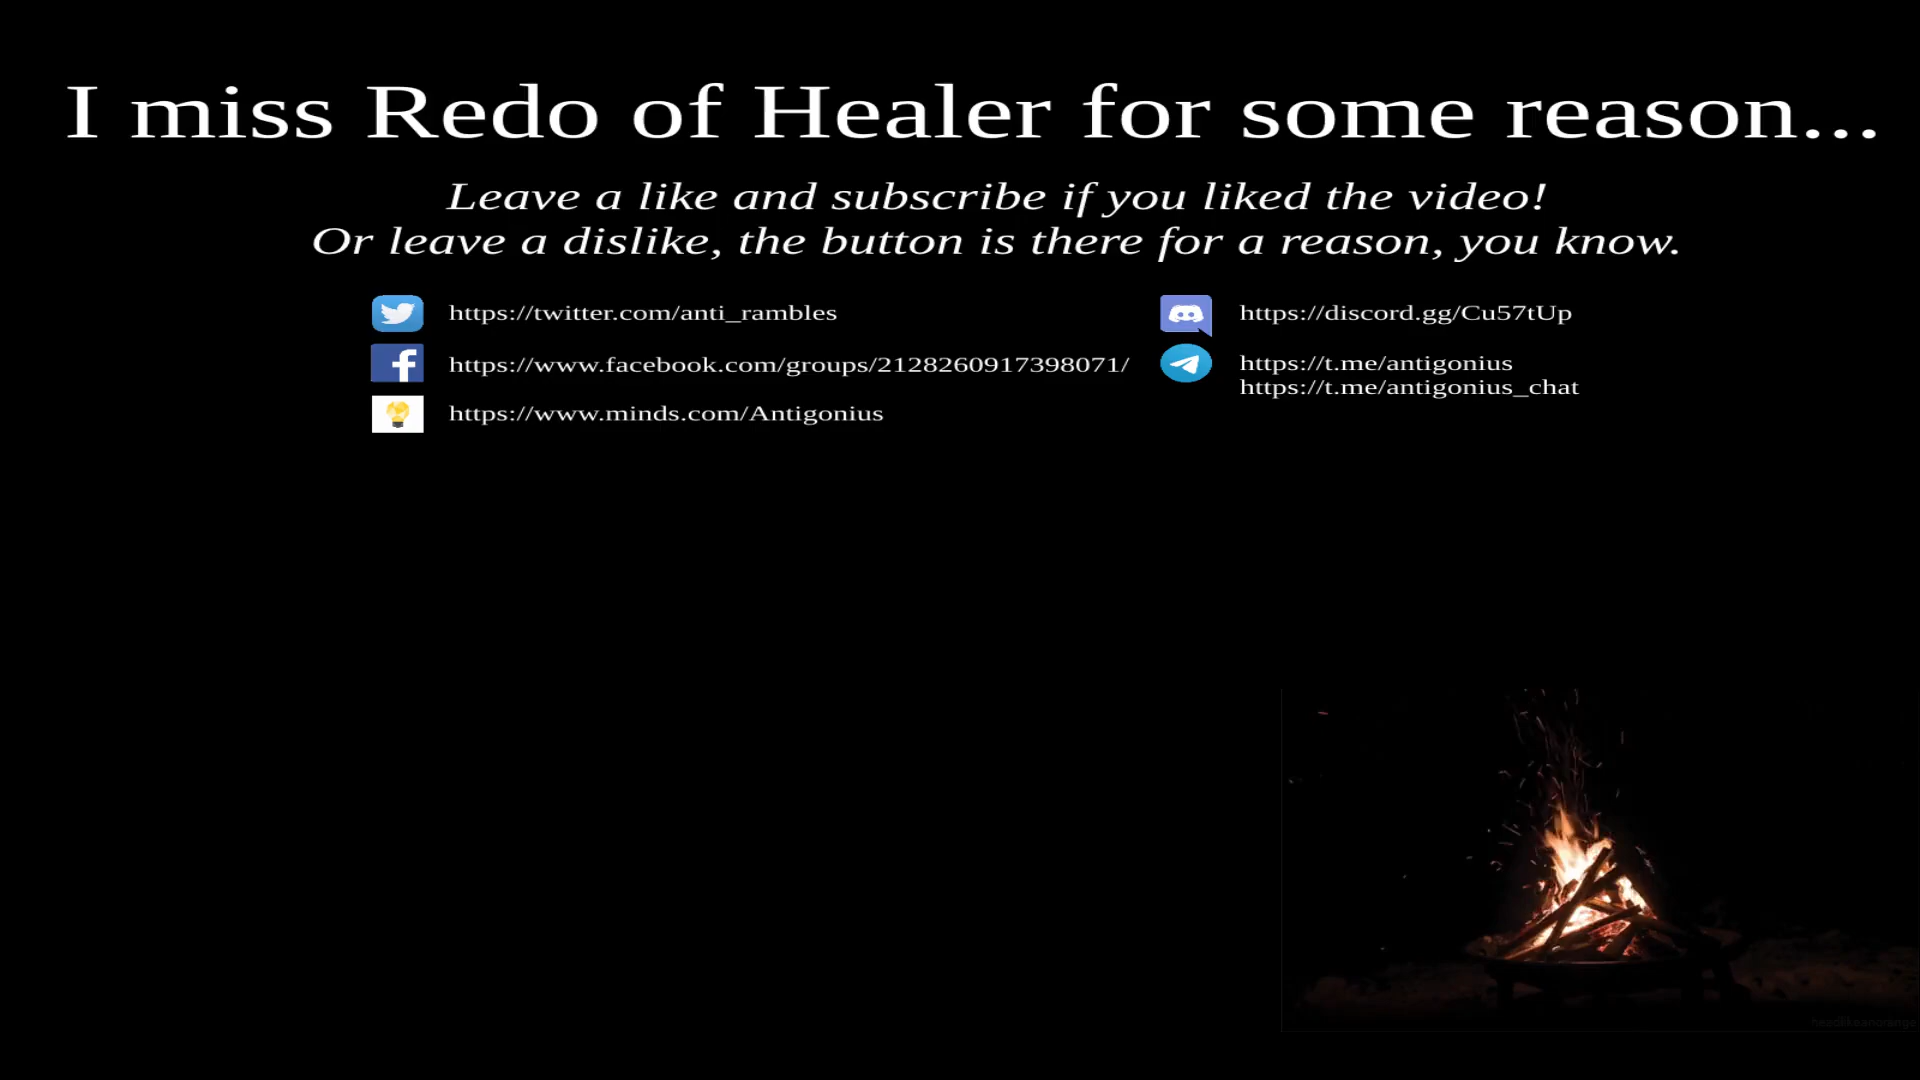 I miss Redo of Healer for some reason...
Leave a like and subscribe if you liked the video!
Or leave a dislike, the button is there for a reason, you know.
https://twitter.com/anti_rambles
https://www.facebook.com/groups/2128260917398071/
https://www.minds.com/Antigonius
https://discord.gg/Cu57tUp
https://t.me/antigonius
https://t.me/antigonius_chat